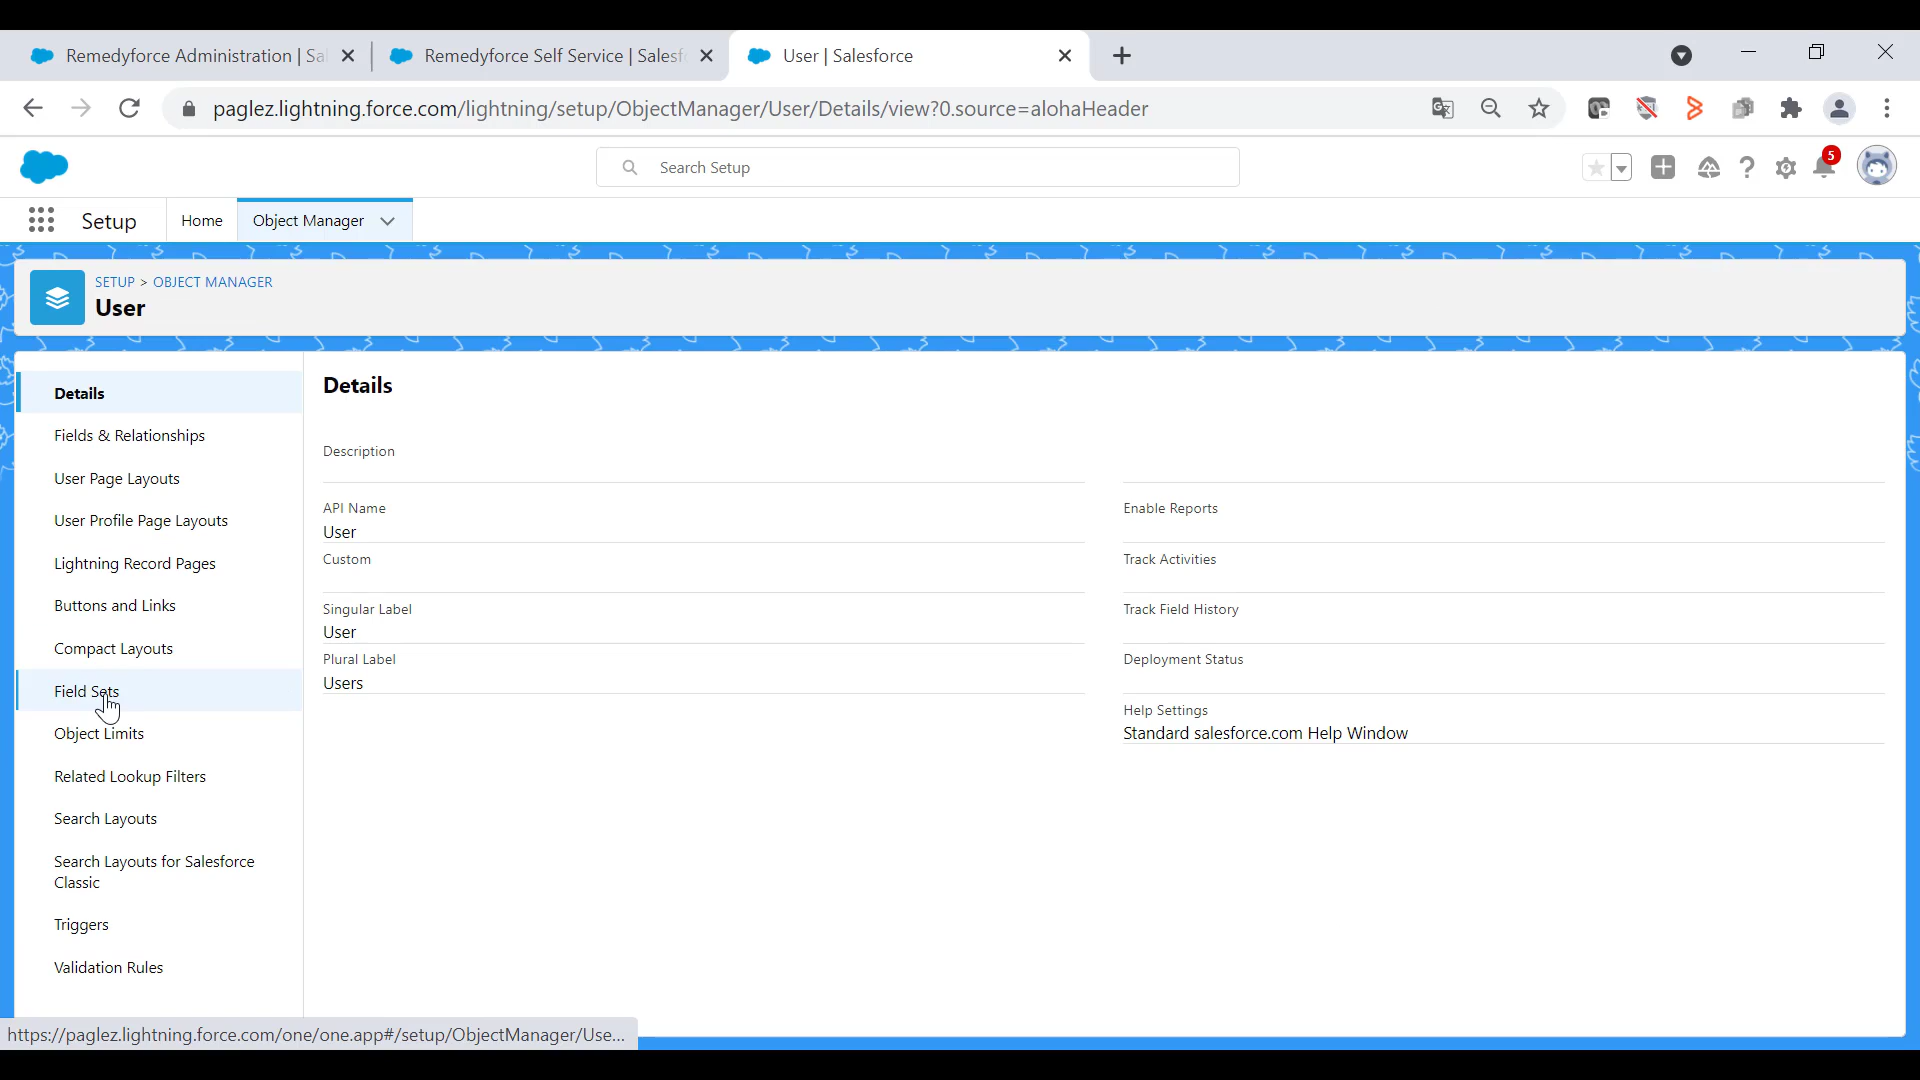 Remedyforce Administration | Sa
Remedyforce Self Service | Salesf
User | Salesforce
paglez.lightning.force.com/lightning/setup/ObjectManager/User/Details/view?0.source=alohaHeader
Search Setup
5
Setup
Home
Object Manager
SETUP > OBJECT MANAGER
User
Details
Fields & Relationships
User Page Layouts
User Profile Page Layouts
Lightning Record Pages
Buttons and Links
Compact Layouts
Field Sets
Object Limits
Related Lookup Filters
Search Layouts
Search Layouts for Salesforce
Classic
Triggers
Validation Rules
Details
Description
API Name
User
Custom
Singular Label
User
Plural Label
Users
Enable Reports
Track Activities
Track Field History
Deployment Status
Help Settings
Standard salesforce.com Help Window
https://paglez.lightning.force.com/one/one.app#/setup/ObjectManager/Use...